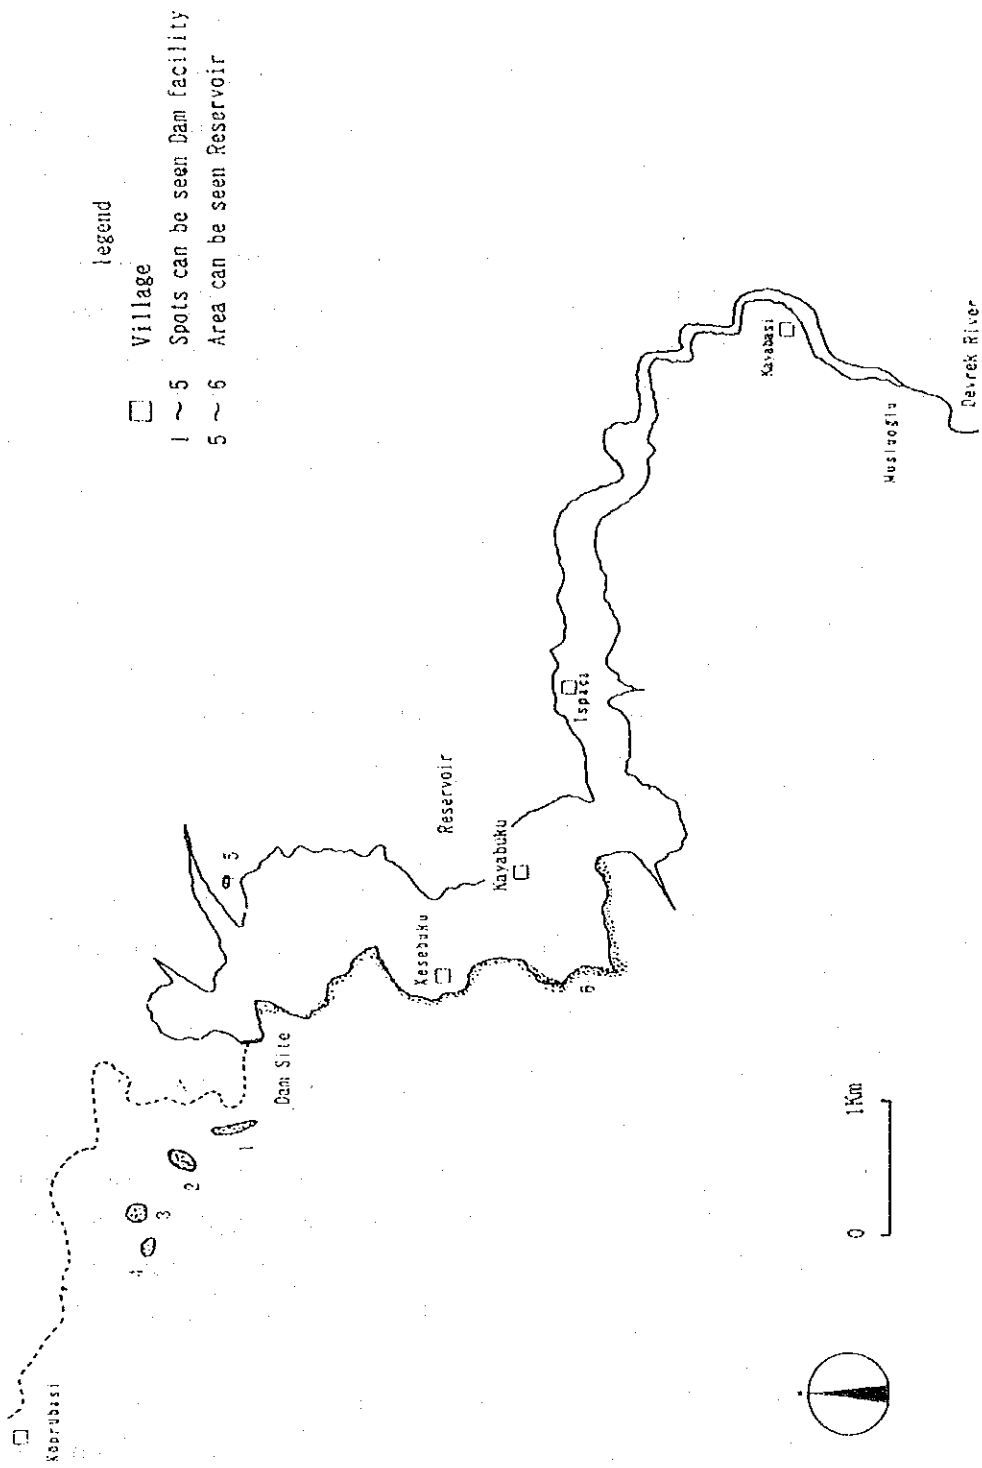 legend
□ Village
1 ~ 5 Spots can be seen Dam facility
5 ~ 6 Area can be seen Reservoir
Koprubasi
4
3
2
1
Dam Site
5
Reservoir
Kesebuku
Kayabuku
6
Ispaca
Kayabasi
Devrek River
0 1Km